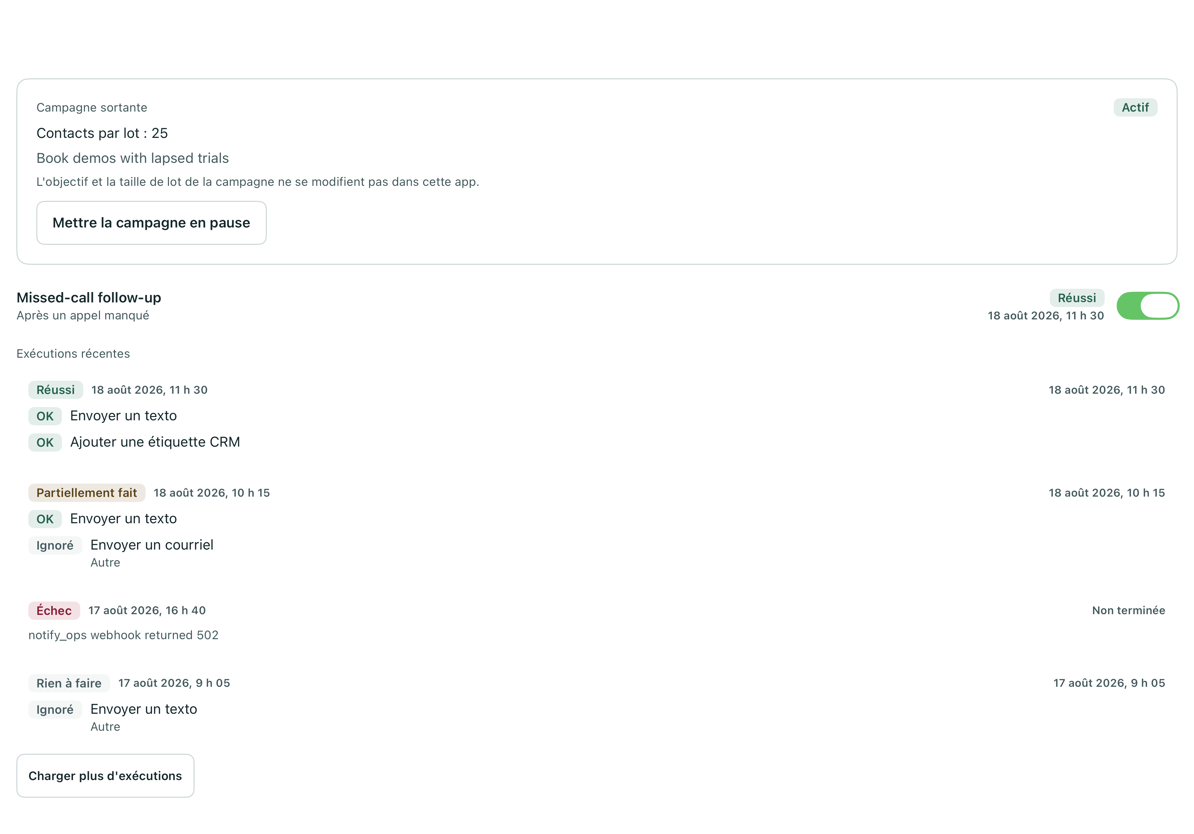 Campagne sortante
Actif
Contacts par lot : 25
Book demos with lapsed trials
L'objectif et la taille de lot de la campagne ne se modifient pas dans cette app.
Mettre la campagne en pause
Missed-call follow-up
Réussi
Après un appel manqué
18 août 2026, 11 h 30
Exécutions récentes
Réussi 18 août 2026, 11 h 30 18 août 2026, 11 h 30
OK Envoyer un texto
OK Ajouter une étiquette CRM
Partiellement fait 18 août 2026, 10 h 15 18 août 2026, 10 h 15
OK Envoyer un texto
Ignoré Envoyer un courriel
Autre
Échec 17 août 2026, 16 h 40 Non terminée
notify_ops webhook returned 502
Rien à faire 17 août 2026, 9 h 05 17 août 2026, 9 h 05
Ignoré Envoyer un texto
Autre
Charger plus d'exécutions